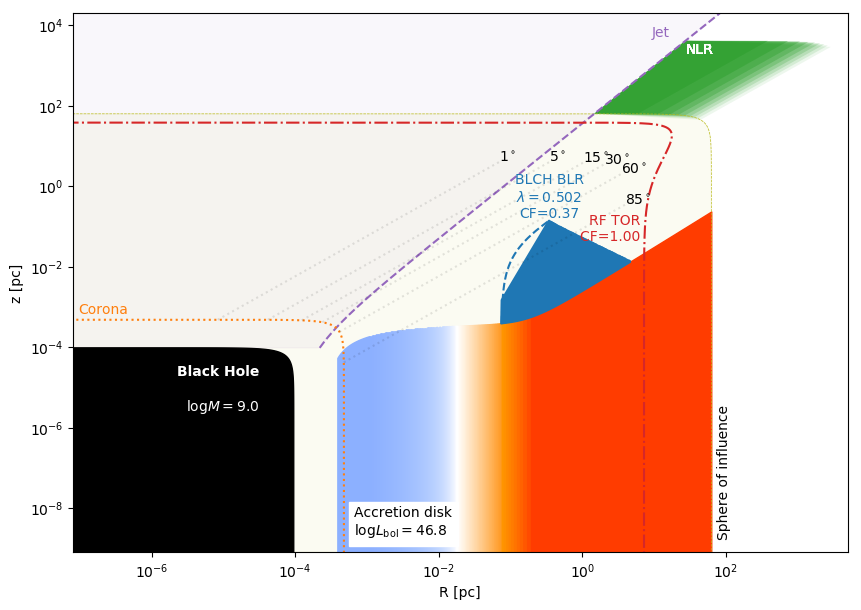 10^4
10^2
10^0
10^−2
10^−4
10^−6
10^−8
z [pc]
Jet
NLR
1°
5°
15°
30°
60°
85°
BLCH BLR
λ = 0.502
CF=0.37
RF TOR
CF=1.00
Corona
Black Hole
logM = 9.0
Accretion disk
logL_bol = 46.8
Sphere of influence
10^−6
10^−4
10^−2
10^0
10^2
R [pc]